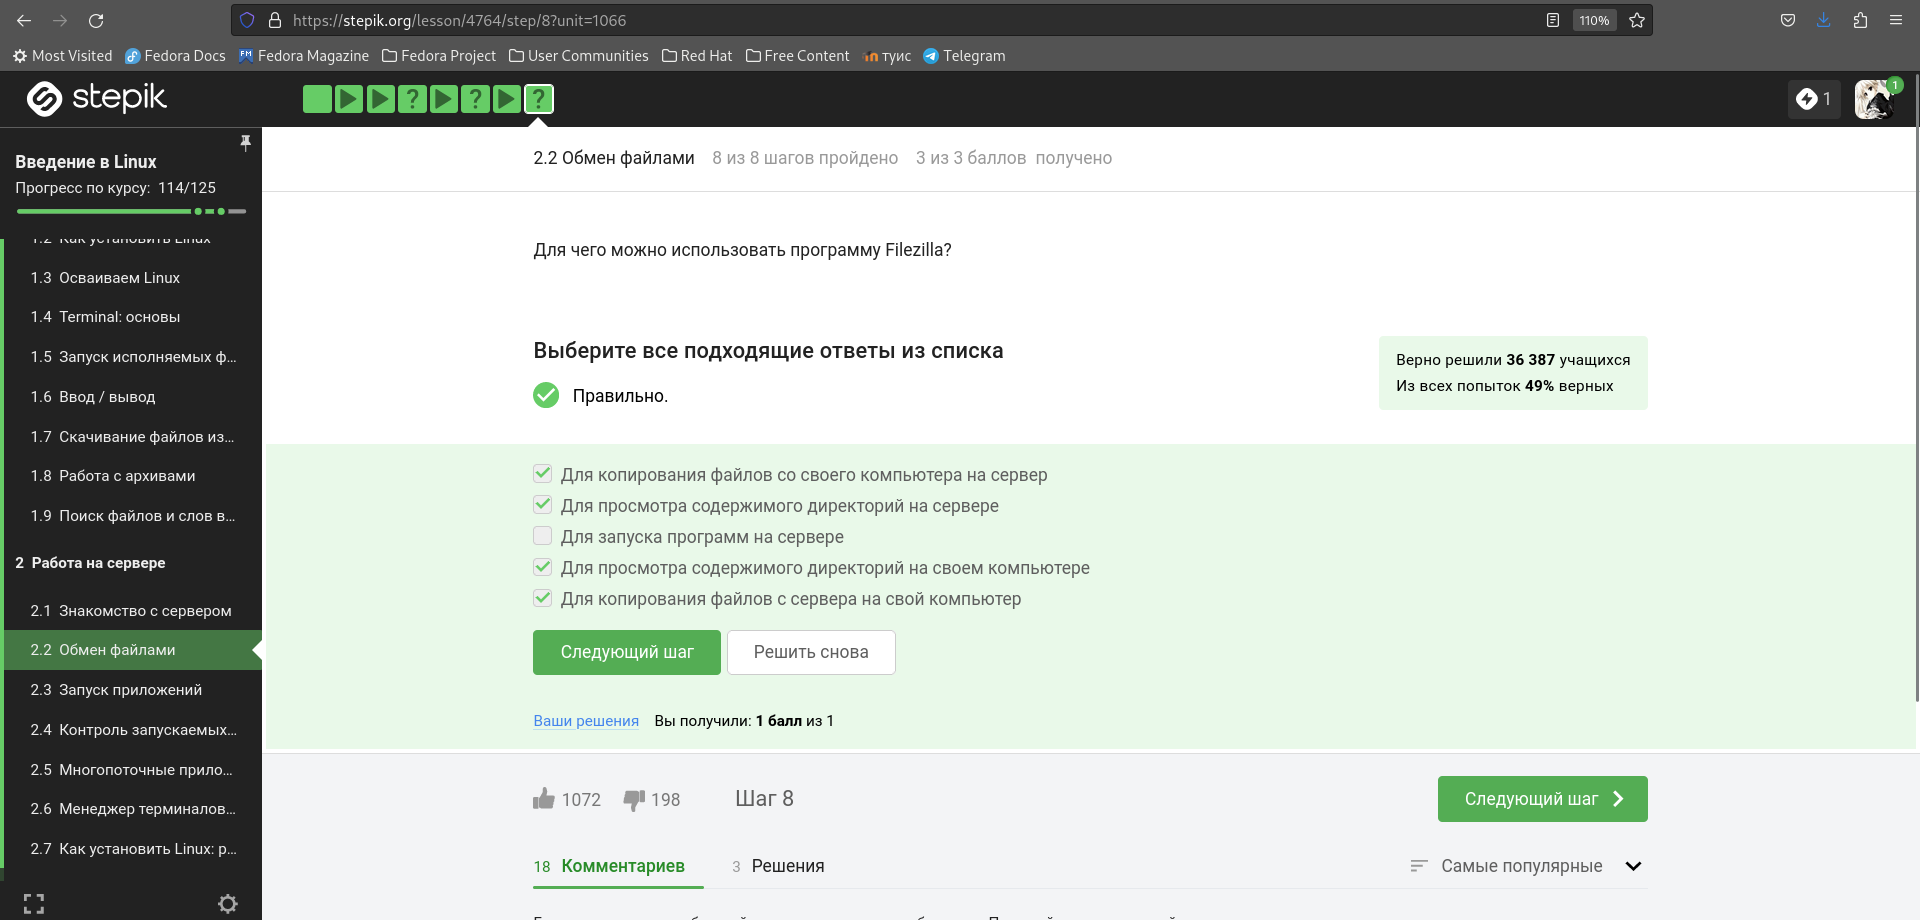 https://stepik.org/lesson/4764/step/8?unit=1066
110%
Most Visited
Fedora Docs
Fedora Magazine
Fedora Project
User Communities
Red Hat
Free Content
туис
Telegram
stepik
1
1
Введение в Linux
Прогресс по курсу: 114/125
1.2 Как установить Linux
1.3 Осваиваем Linux
1.4 Terminal: основы
1.5 Запуск исполняемых ф...
1.6 Ввод / вывод
1.7 Скачивание файлов из...
1.8 Работа с архивами
1.9 Поиск файлов и слов в...
2 Работа на сервере
2.1 Знакомство с сервером
2.2 Обмен файлами
2.3 Запуск приложений
2.4 Контроль запускаемых...
2.5 Многопоточные прило...
2.6 Менеджер терминалов...
2.7 Как установить Linux: р...
2.2 Обмен файлами 8 из 8 шагов пройдено 3 из 3 баллов получено
Для чего можно использовать программу Filezilla?
Выберите все подходящие ответы из списка
Правильно.
Верно решили 36 387 учащихся
Из всех попыток 49% верных
Для копирования файлов со своего компьютера на сервер
Для просмотра содержимого директорий на сервере
Для запуска программ на сервере
Для просмотра содержимого директорий на своем компьютере
Для копирования файлов с сервера на свой компьютер
Следующий шаг
Решить снова
Ваши решения Вы получили: 1 балл из 1
1072
198
Шаг 8
Следующий шаг
18 Комментариев
3 Решения
Самые популярные